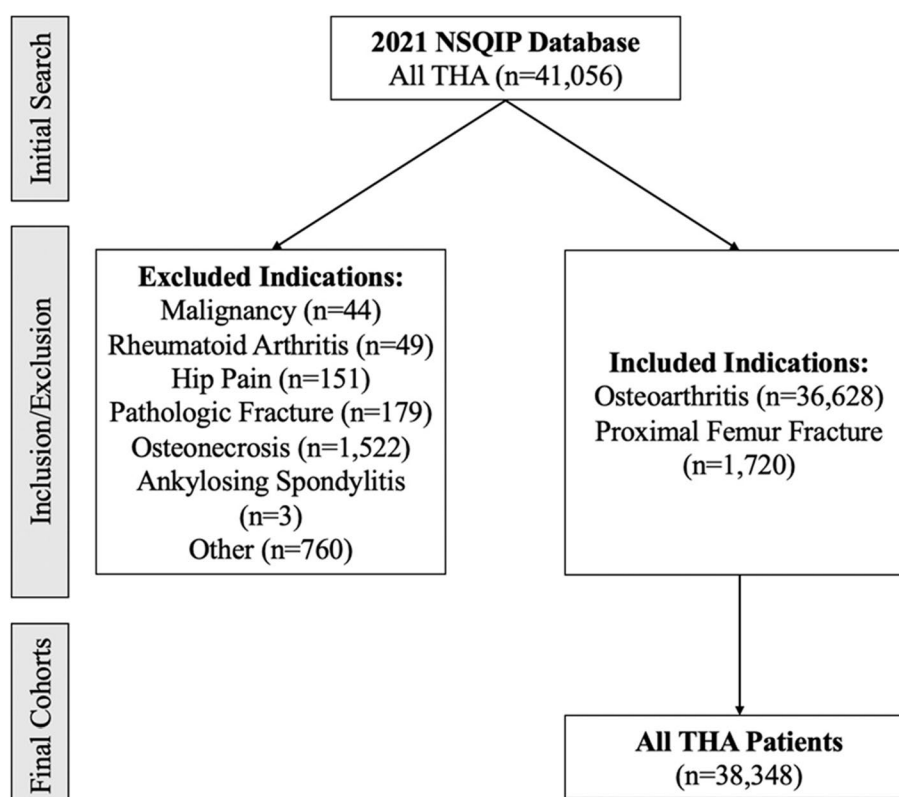 Initial Search
2021 NSQIP Database
All THA (n=41,056)
Inclusion/Exclusion
Excluded Indications:
Malignancy (n=44)
Rheumatoid Arthritis (n=49)
Hip Pain (n=151)
Pathologic Fracture (n=179)
Osteonecrosis (n=1,522)
Ankylosing Spondylitis
(n=3)
Other (n=760)
Included Indications:
Osteoarthritis (n=36,628)
Proximal Femur Fracture
(n=1,720)
Final Cohorts
All THA Patients
(n=38,348)